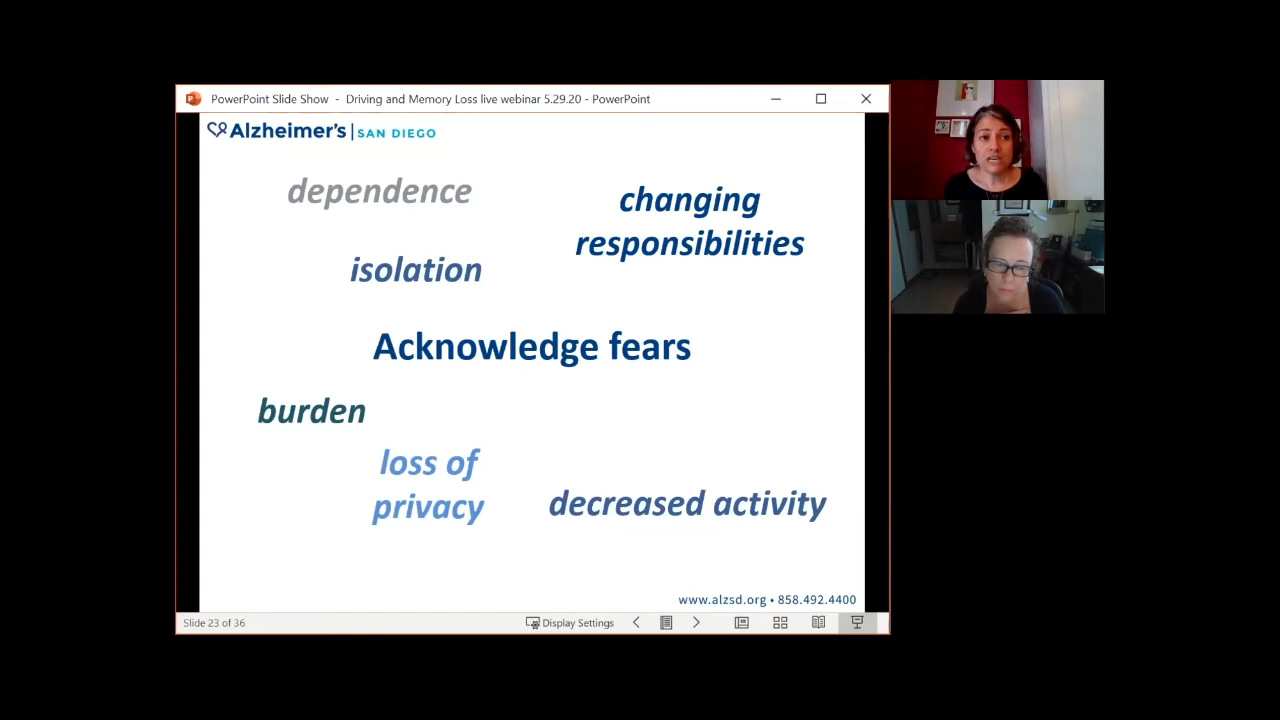 PowerPoint Slide Show - Driving and Memory Loss live webinar 5.29.20 - PowerPoint
Alzheimer's | SAN DIEGO
dependence
changing
responsibilities
isolation
Acknowledge fears
burden
loss of
privacy
decreased activity
www.alzsd.org • 858.492.4400
Slide 23 of 36
Display Settings